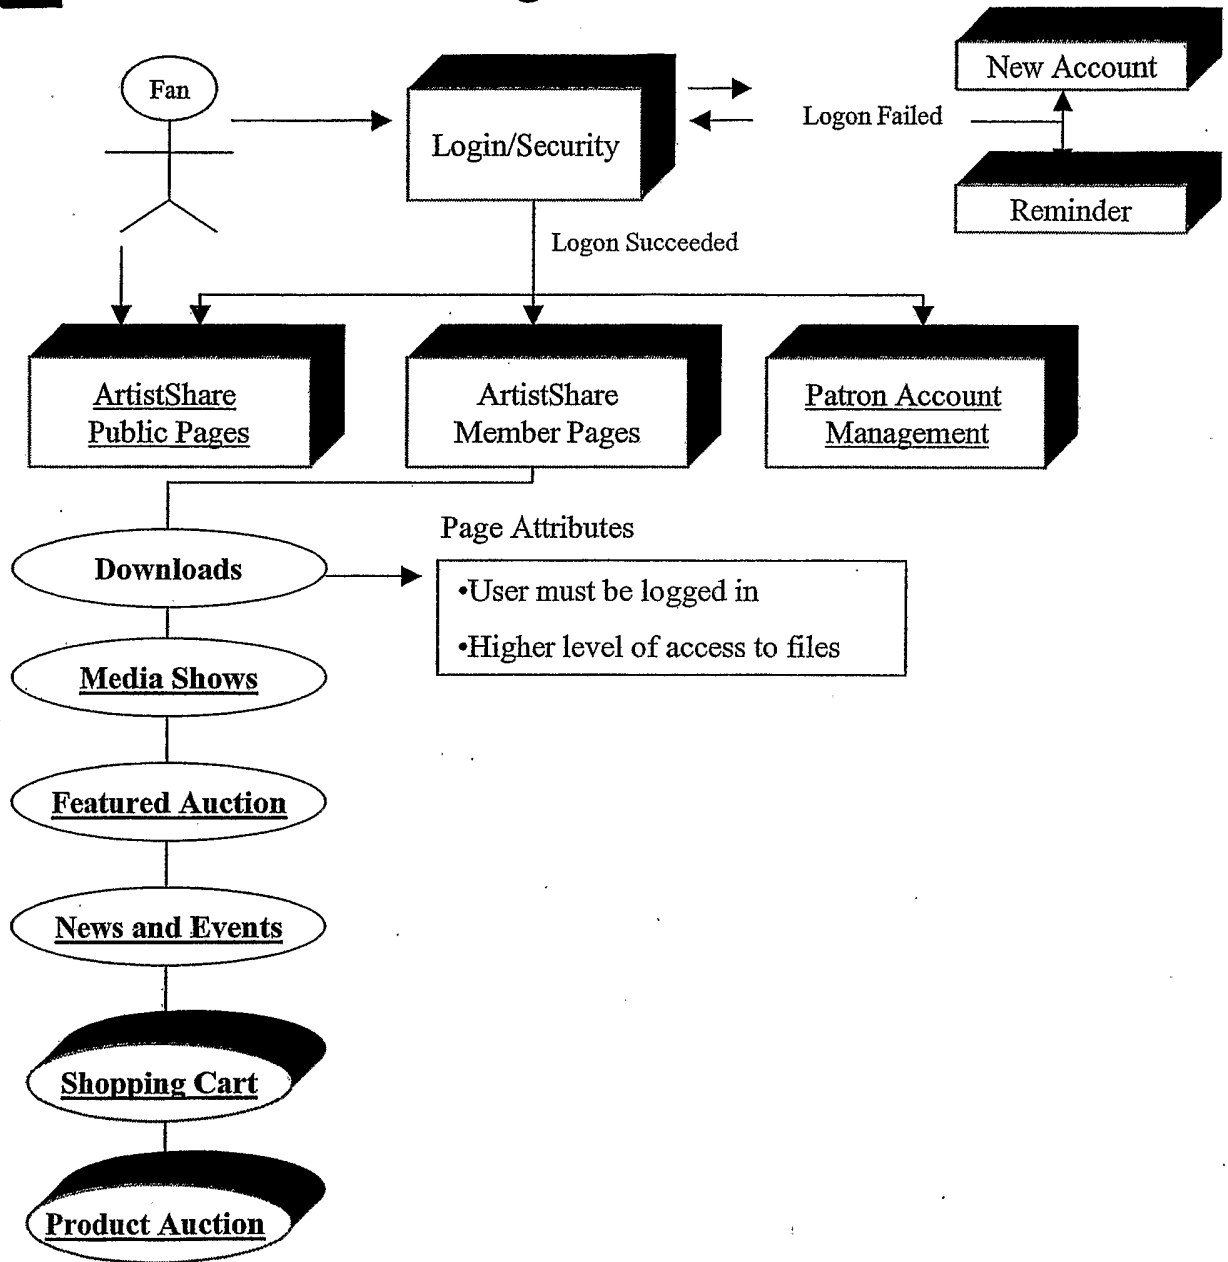 Fan
Login/Security
Logon Failed
New Account
Reminder
Logon Succeeded
ArtistShare
Public Pages
ArtistShare
Member Pages
Patron Account
Management
Downloads
Page Attributes
•User must be logged in
•Higher level of access to files
Media Shows
Featured Auction
News and Events
Shopping Cart
Product Auction